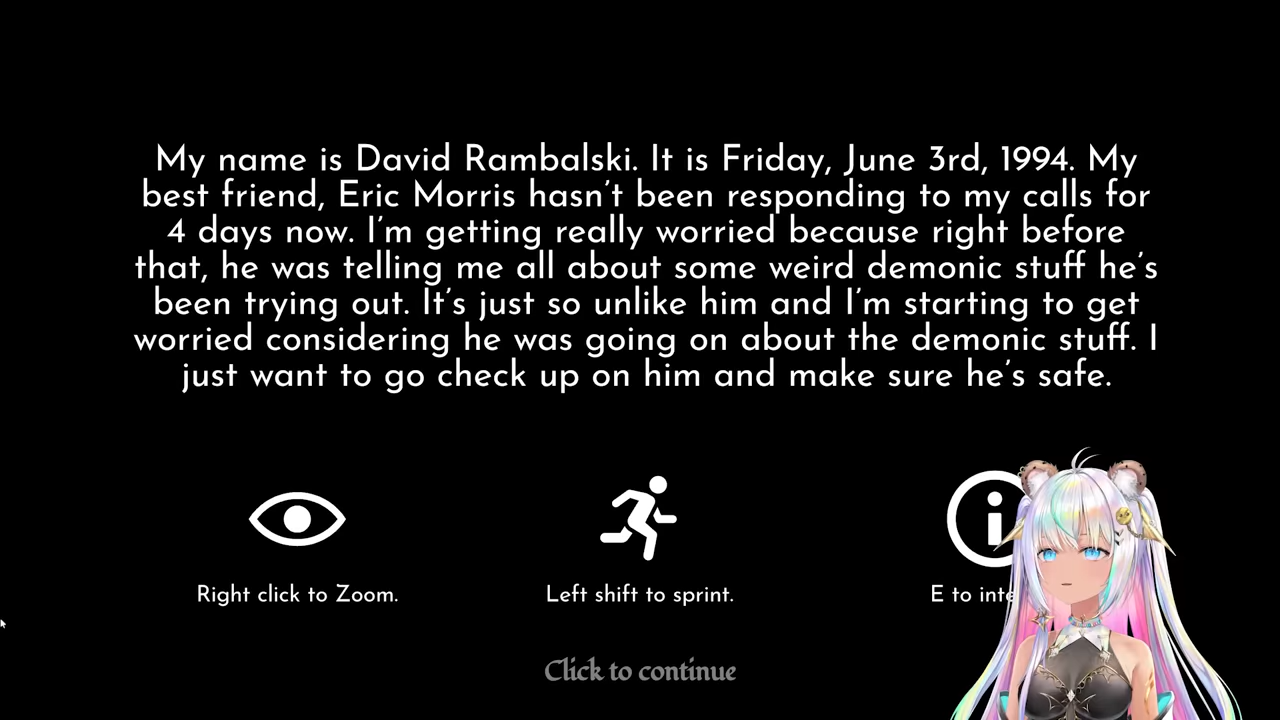 My name is David Rambalski. It is Friday, June 3rd, 1994. My
best friend, Eric Morris hasn't been responding to my calls for
4 days now. I'm getting really worried because right before
that, he was telling me all about some weird demonic stuff he's
been trying out. It's just so unlike him and I'm starting to get
worried considering he was going on about the demonic stuff. I
just want to go check up on him and make sure he's safe.
Right click to Zoom.
Left shift to sprint.
E to
Click to continue